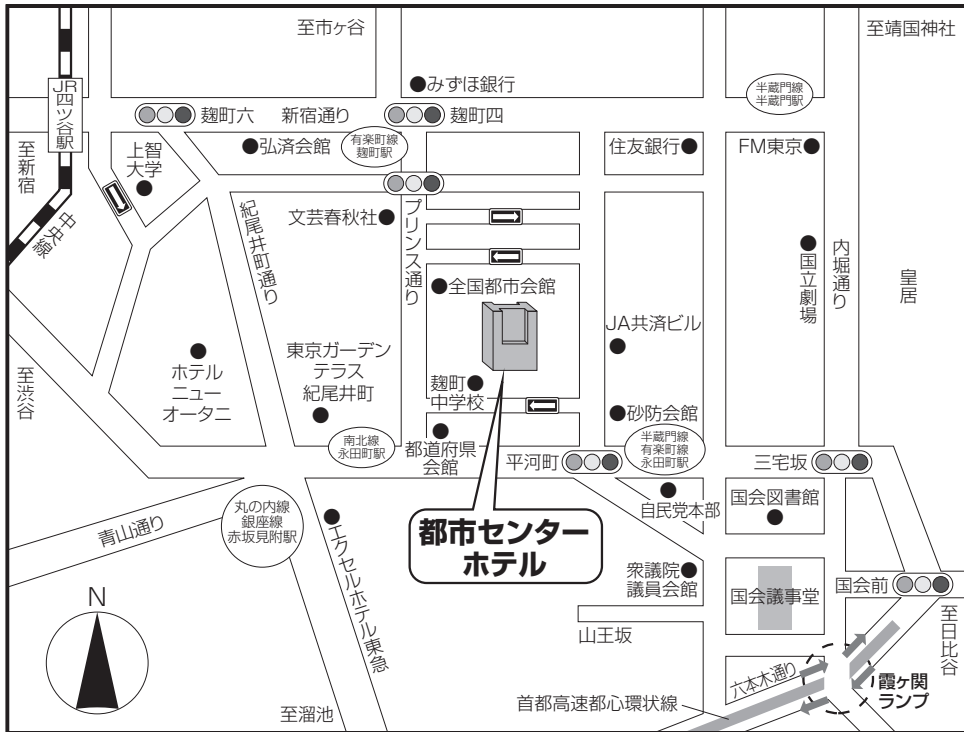 至市ヶ谷
至靖国神社
JR四ツ谷駅
みずほ銀行
半蔵門線
半蔵門駅
麹町六
新宿通り
麹町四
至新宿
上智
大学
弘済会館
有楽町線
麹町駅
住友銀行
FM東京
中央線
紀尾井町通り
文芸春秋社
プリンス通り
国立劇場
内堀通り
皇居
全国都市会館
JA共済ビル
至渋谷
ホテル
ニュー
オータニ
東京ガーデン
テラス
紀尾井町
麹町
中学校
砂防会館
南北線
永田町駅
都道府県
会館
平河町
半蔵門線
有楽町線
永田町駅
三宅坂
青山通り
丸の内線
銀座線
赤坂見附駅
エクセルホテル東急
都市センター
ホテル
自民党本部
国会図書館
衆議院
議員会館
国会議事堂
国会前
至日比谷
N
山王坂
六本木通り
霞ヶ関
ランプ
首都高速都心環状線
至溜池